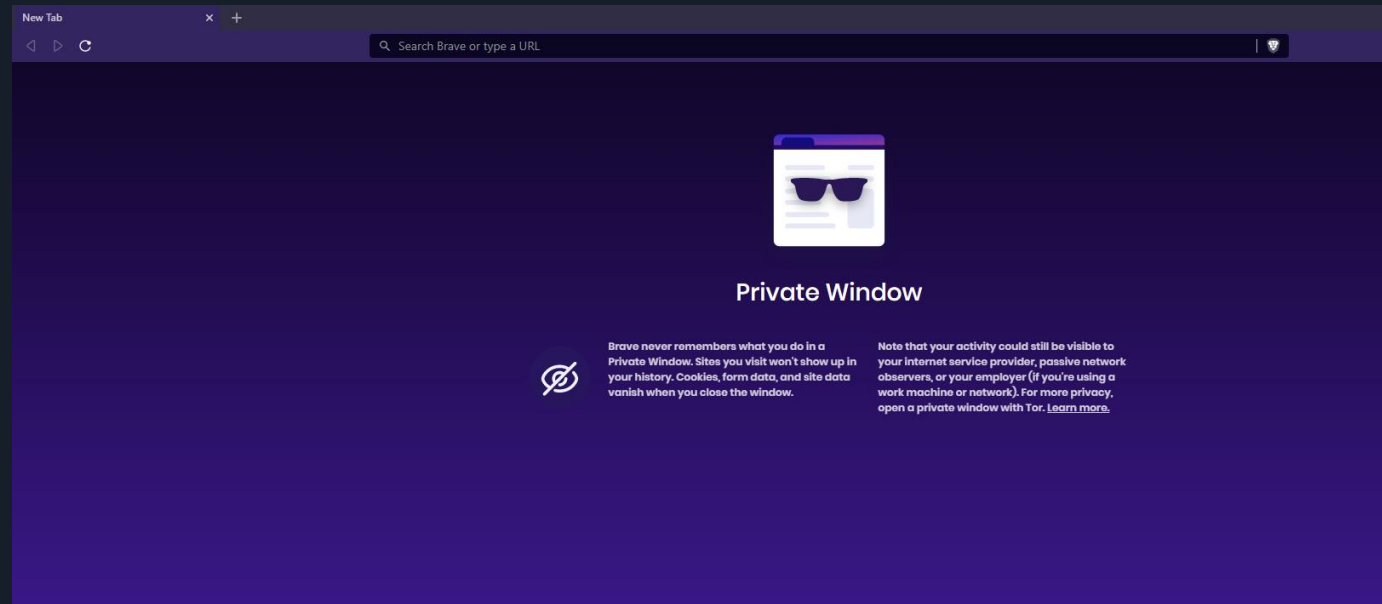 New Tab
Search Brave or type a URL
Private Window
Brave never remembers what you do in a
Private Window. Sites you visit won't show up in
your history. Cookies, form data, and site data
vanish when you close the window.
Note that your activity could still be visible to
your internet service provider, passive network
observers, or your employer (if you're using a
work machine or network). For more privacy,
open a private window with Tor. Learn more.